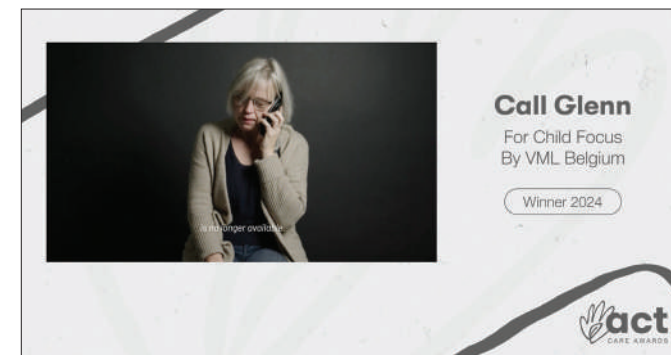 is no longer available.
Call Glenn
For Child Focus
By VML Belgium
Winner 2024
act
CARE AWARDS